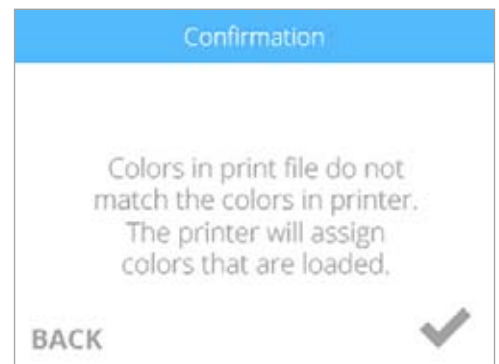 Confirmation
Colors in print file do not
match the colors in printer.
The printer will assign
colors that are loaded.
BACK